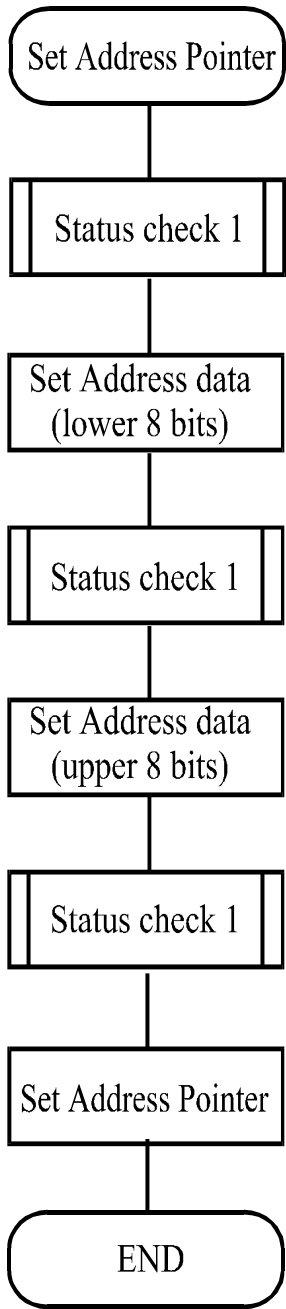 Set Address Pointer
Status check 1
Set Address data
(lower 8 bits)
Status check 1
Set Address data
(upper 8 bits)
Status check 1
Set Address Pointer
END